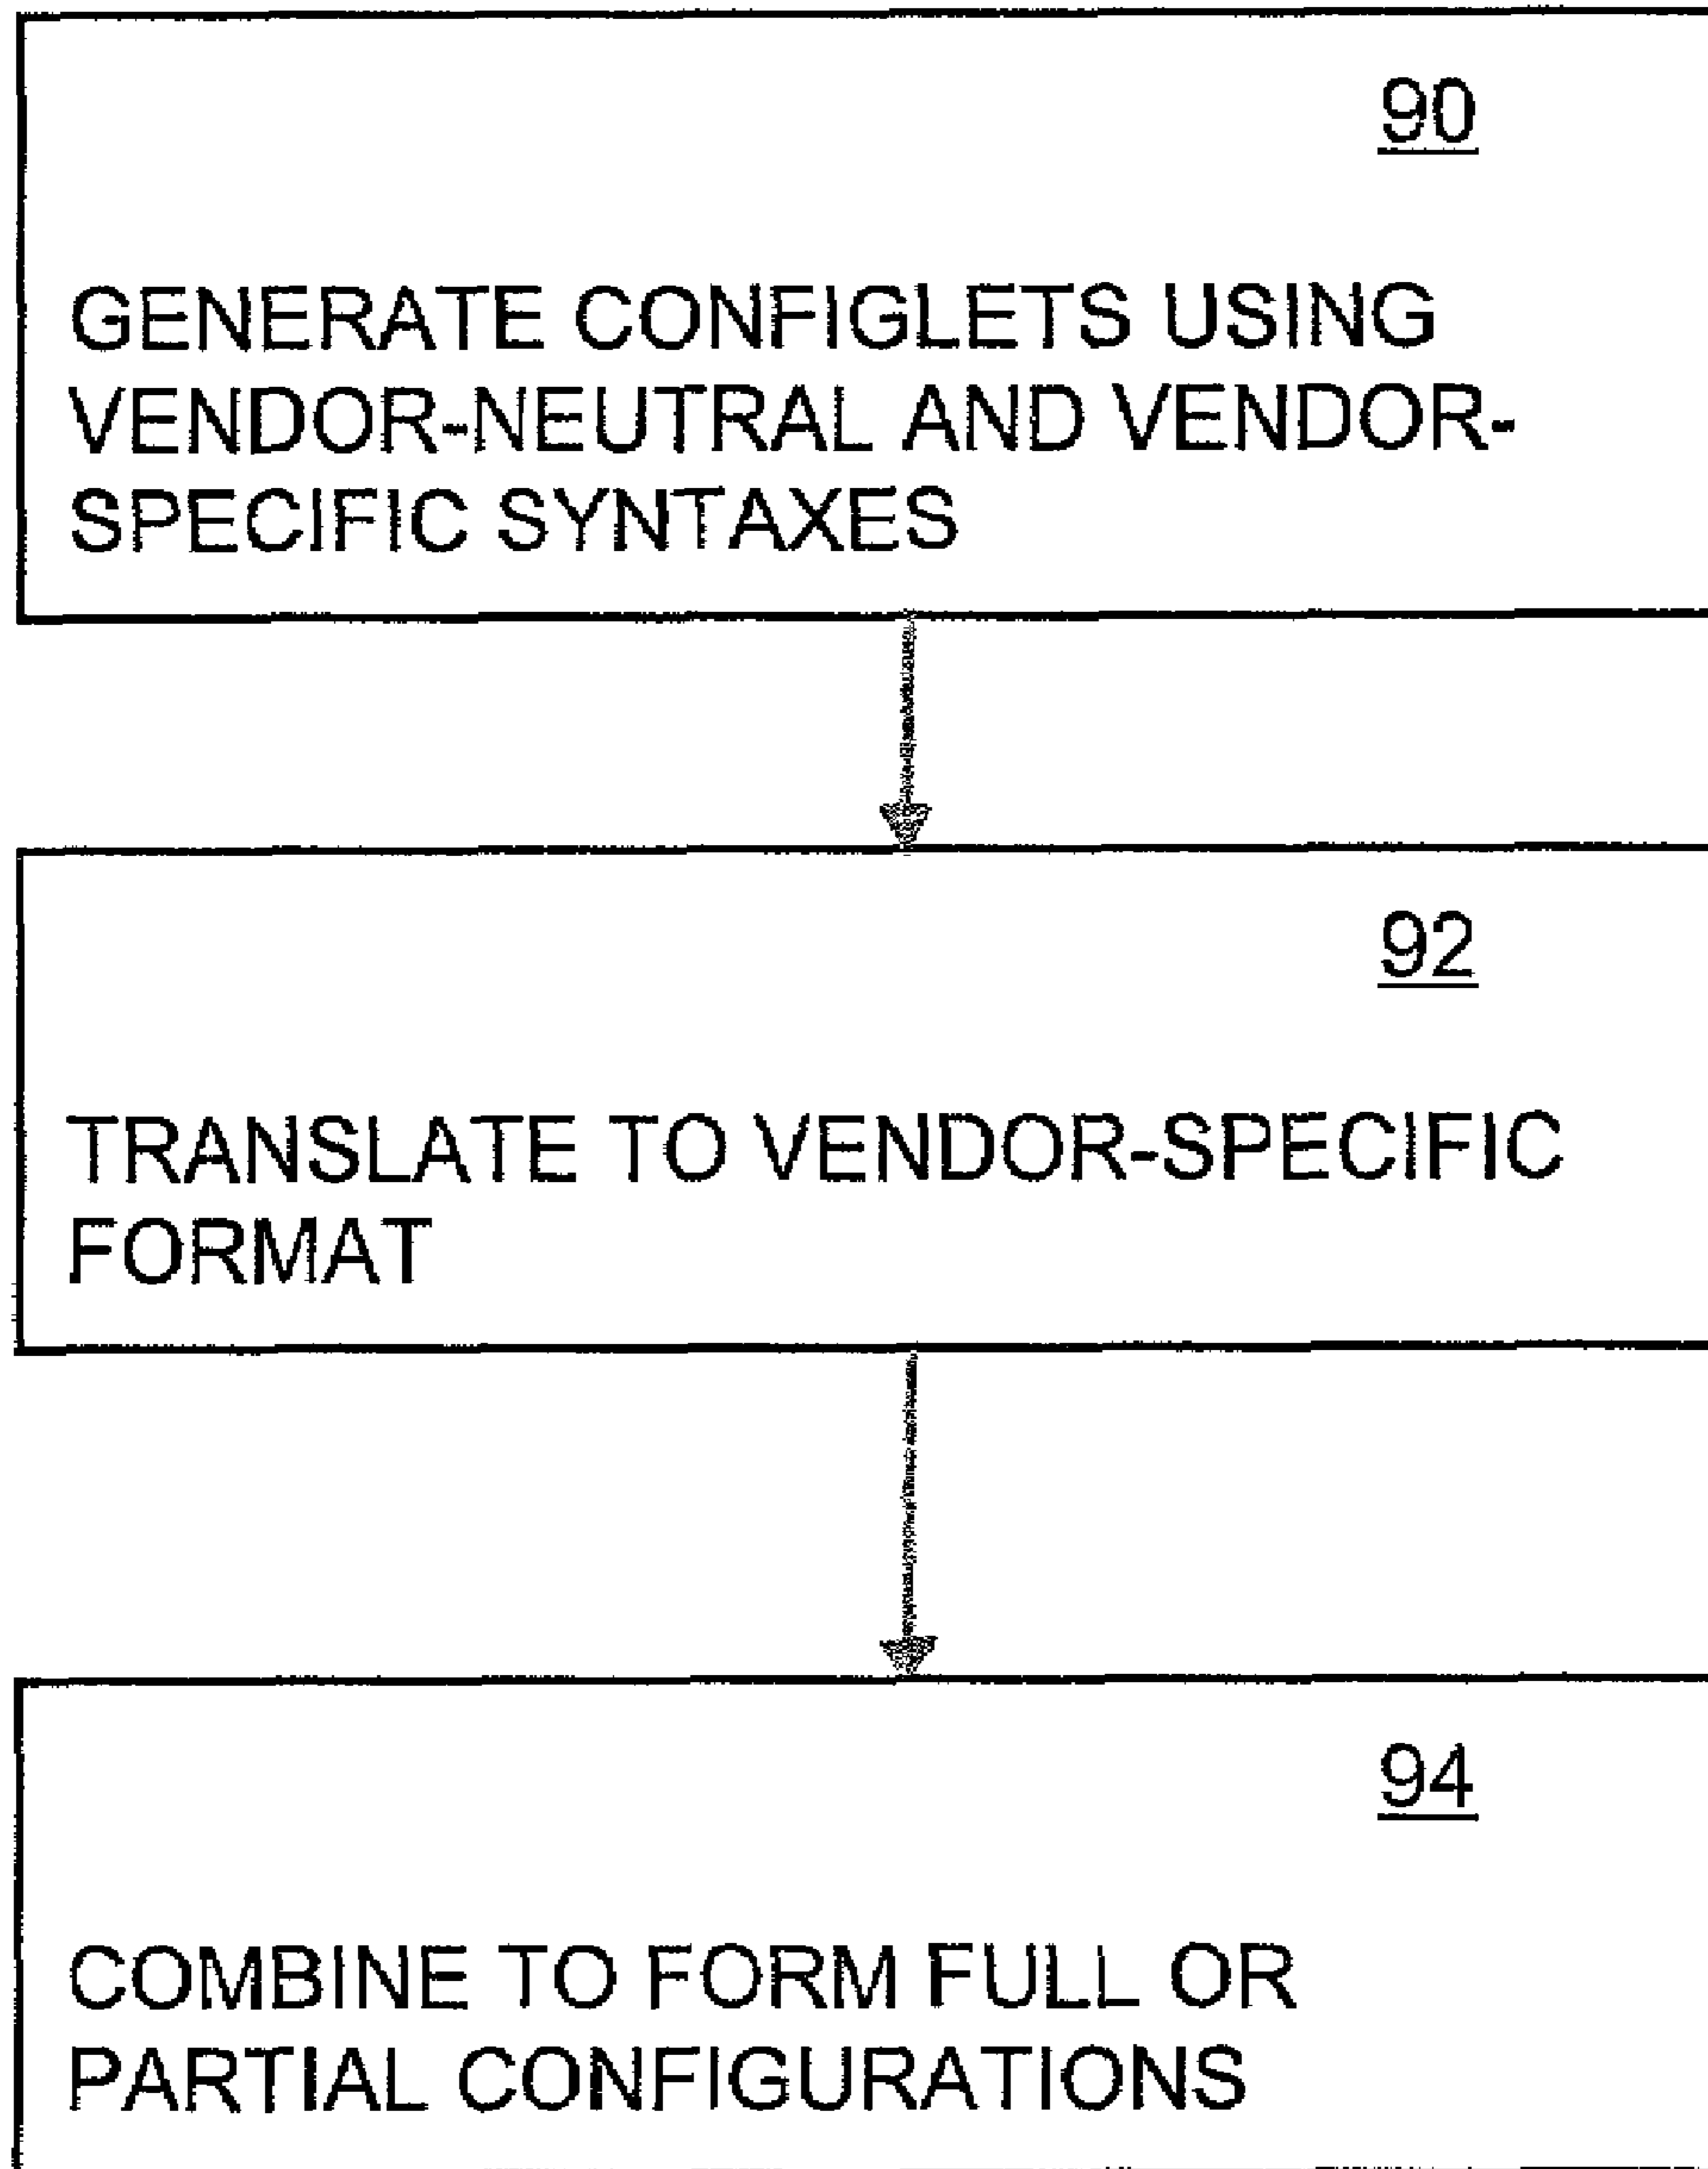 90
GENERATE CONFIGLETS USING
VENDOR-NEUTRAL AND VENDOR-
SPECIFIC SYNTAXES
92
TRANSLATE TO VENDOR-SPECIFIC
FORMAT
94
COMBINE TO FORM FULL OR
PARTIAL CONFIGURATIONS